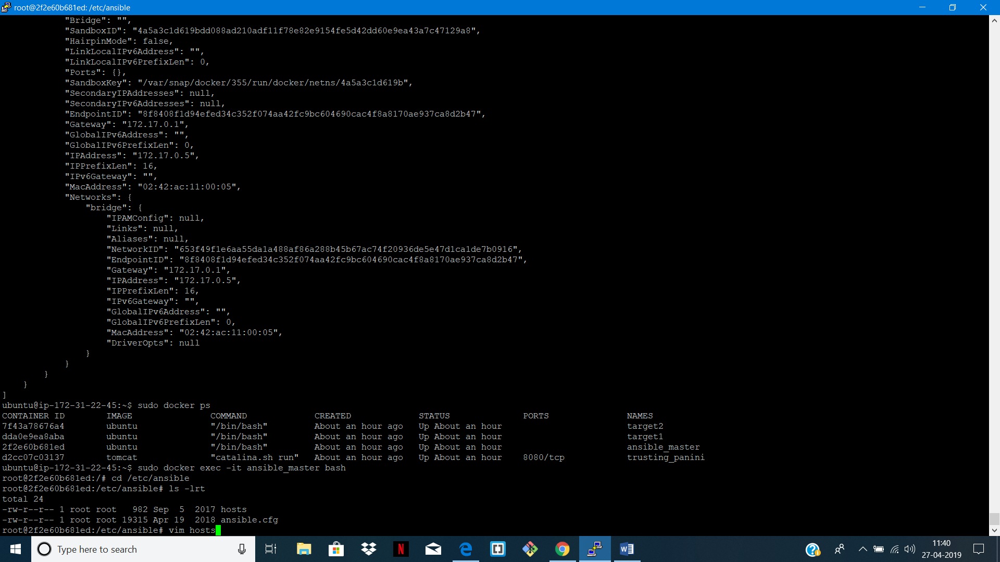 root@2f2e60b681ed: /etc/ansible
"Bridge": "",
"SandboxID": "4a5a3c1d619bdd088ad210adf11f78e82e9154fe5d42dd60e9ea43a7c47129a8",
"HairpinMode": false,
"LinkLocalIPv6Address": "",
"LinkLocalIPv6PrefixLen": 0,
"Ports": {},
"SandboxKey": "/var/snap/docker/355/run/docker/netns/4a5a3c1d619b",
"SecondaryIPAddresses": null,
"SecondaryIPv6Addresses": null,
"EndpointID": "8f8408f1d94efed34c352f074aa42fc9bc604690cac4f8a8170ae937ca8d2b47",
"Gateway": "172.17.0.1",
"GlobalIPv6Address": "",
"GlobalIPv6PrefixLen": 0,
"IPAddress": "172.17.0.5",
"IPPrefixLen": 16,
"IPv6Gateway": "",
"MacAddress": "02:42:ac:11:00:05",
"Networks": {
"bridge": {
"IPAMConfig": null,
"Links": null,
"Aliases": null,
"NetworkID": "653f49f1e6aa55da1a488af86a288b45b67ac74f20936de5e47d1ca1de7b0916",
"EndpointID": "8f8408f1d94efed34c352f074aa42fc9bc604690cac4f8a8170ae937ca8d2b47",
"Gateway": "172.17.0.1",
"IPAddress": "172.17.0.5",
"IPPrefixLen": 16,
"IPv6Gateway": "",
"GlobalIPv6Address": "",
"GlobalIPv6PrefixLen": 0,
"MacAddress": "02:42:ac:11:00:05",
"DriverOpts": null
}
}
}
}
]
ubuntu@ip-172-31-22-45:~$ sudo docker ps
CONTAINER ID IMAGE COMMAND CREATED STATUS PORTS NAMES
7f43a78676a4 ubuntu "/bin/bash" About an hour ago Up About an hour target2
dda0e9ea8aba ubuntu "/bin/bash" About an hour ago Up About an hour target1
2f2e60b681ed ubuntu "/bin/bash" About an hour ago Up About an hour ansible_master
d2cc07c03137 tomcat "catalina.sh run" About an hour ago Up About an hour 8080/tcp trusting_panini
ubuntu@ip-172-31-22-45:~$ sudo docker exec -it ansible_master bash
root@2f2e60b681ed:/# cd /etc/ansible
root@2f2e60b681ed:/etc/ansible# ls -lrt
total 24
-rw-r--r-- 1 root root 982 Sep 5 2017 hosts
-rw-r--r-- 1 root root 19315 Apr 19 2018 ansible.cfg
root@2f2e60b681ed:/etc/ansible# vim hosts
Type here to search
11:40
27-04-2019